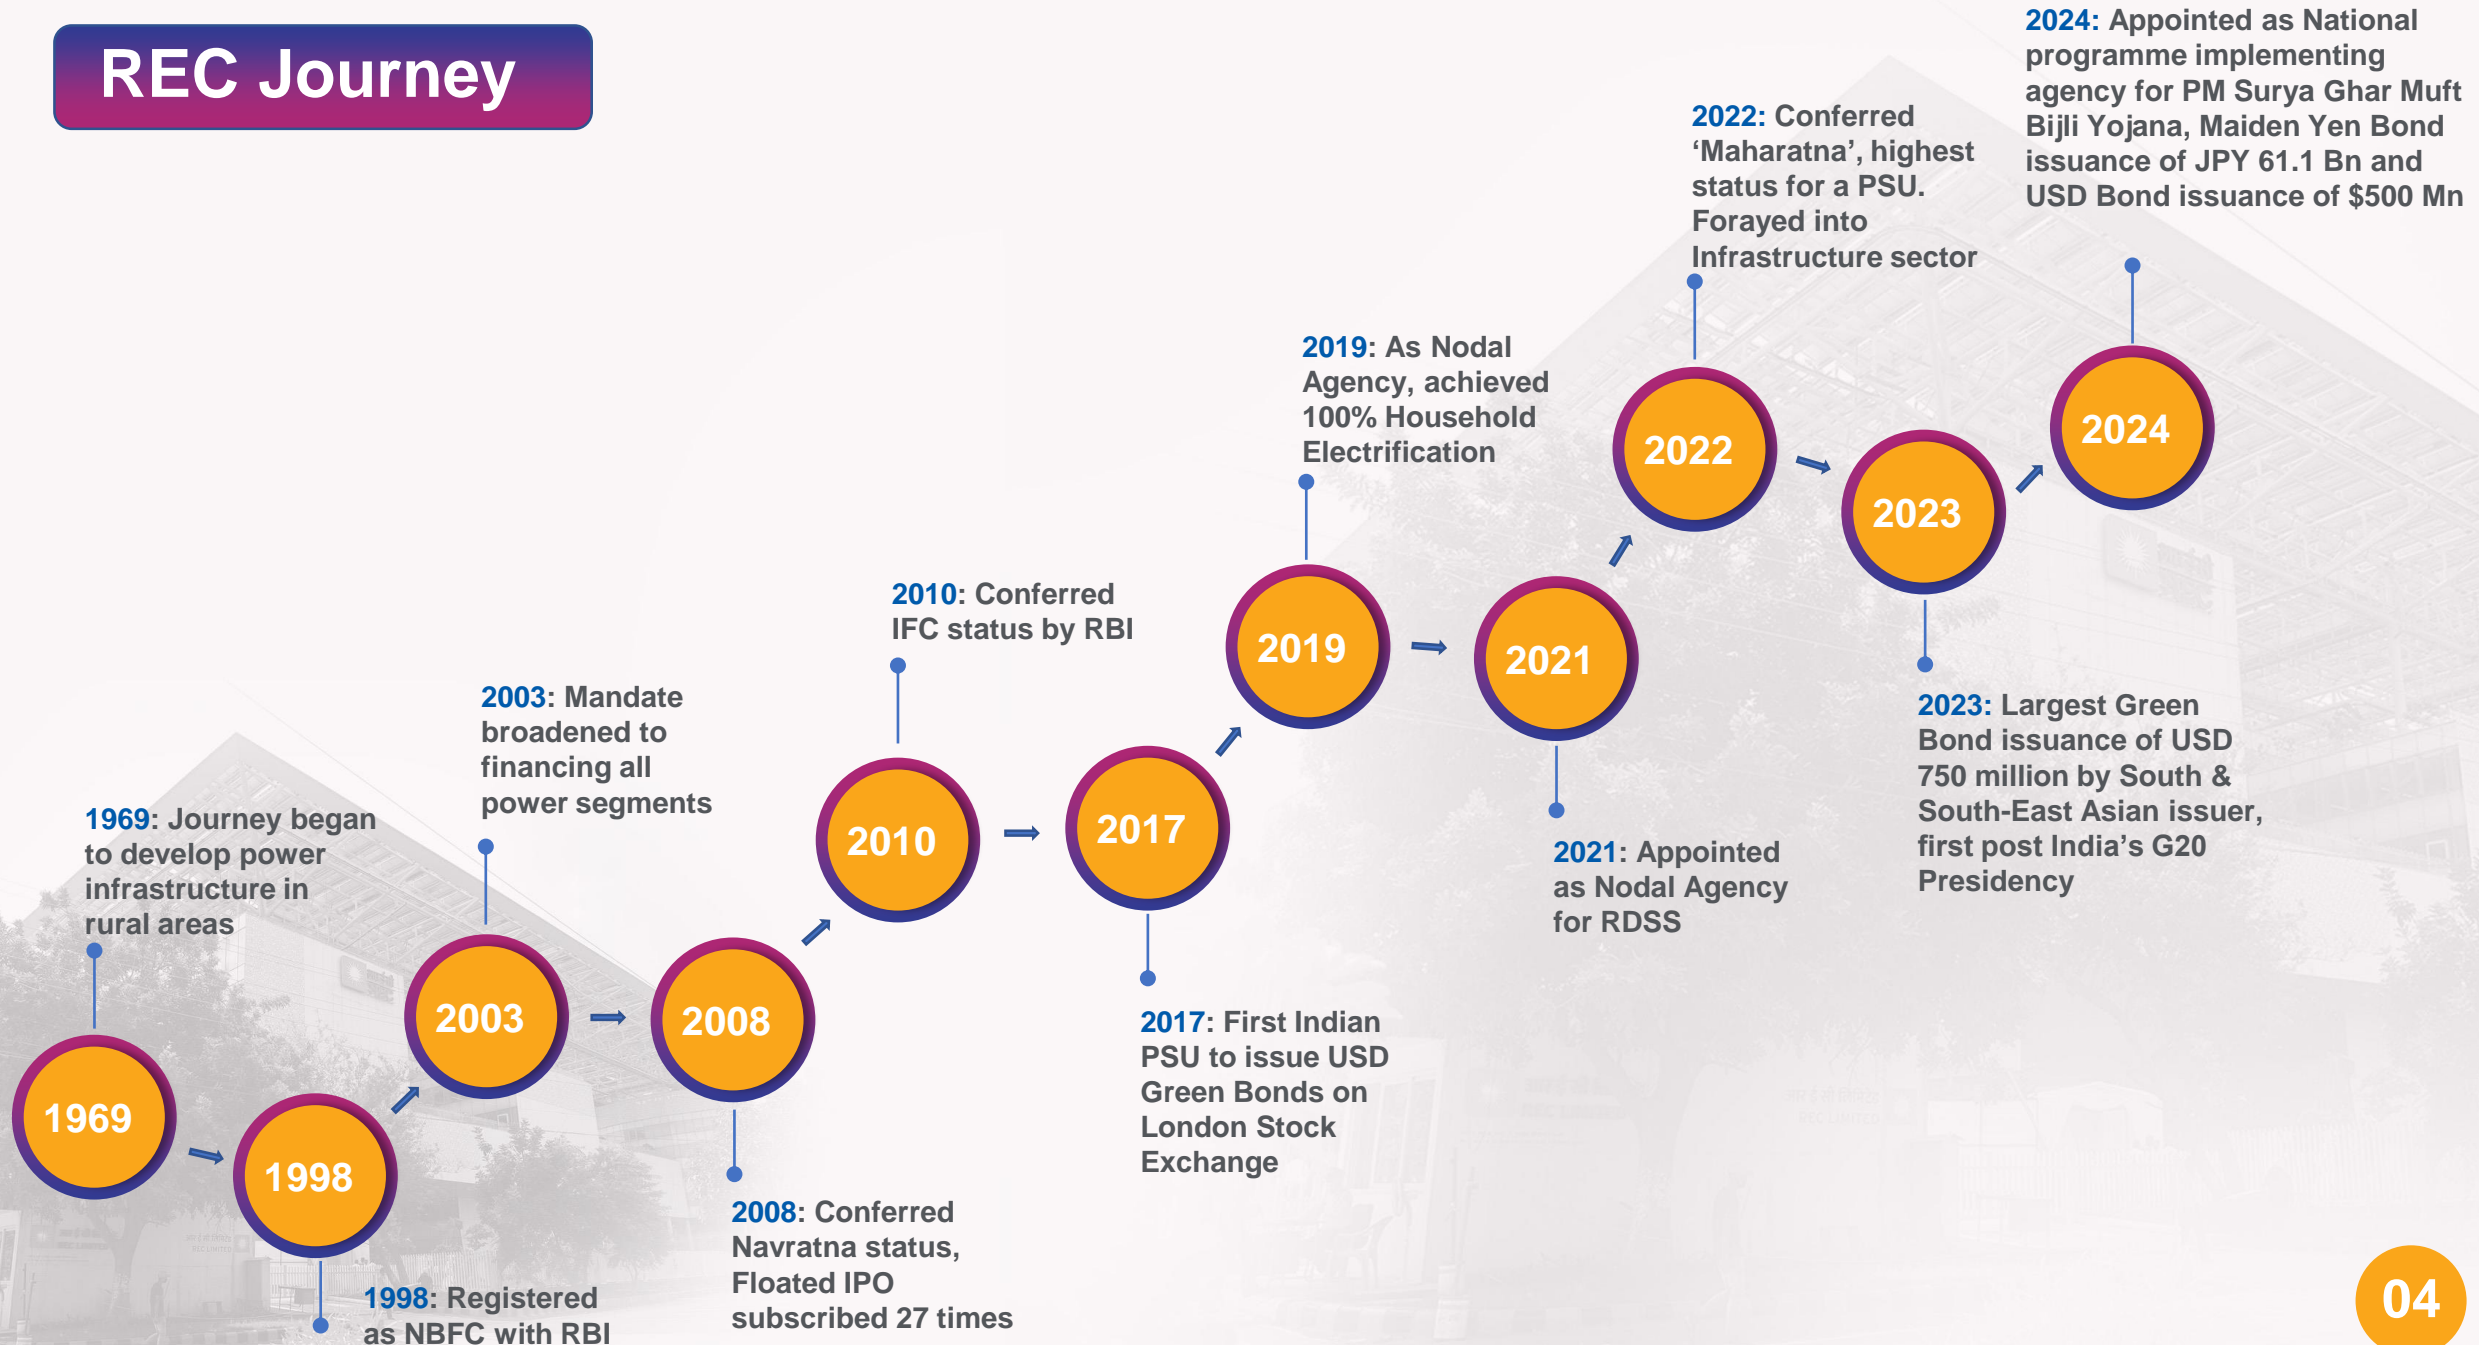 REC Journey
1969: Journey began
to develop power
infrastructure in
rural areas
1969
1998
1998: Registered
as NBFC with RBI
2003: Mandate
broadened to
financing all
power segments
2003
2008
2008: Conferred
Navratna status,
Floated IPO
subscribed 27 times
2010: Conferred
IFC status by RBI
2010
2017
2017: First Indian
PSU to issue USD
Green Bonds on
London Stock
Exchange
2019: As Nodal
Agency, achieved
100% Household
Electrification
2019
2021
2021: Appointed
as Nodal Agency
for RDSS
2022: Conferred
‘Maharatna’, highest
status for a PSU.
Forayed into
Infrastructure sector
2022
2023
2023: Largest Green
Bond issuance of USD
750 million by South &
South-East Asian issuer,
first post India’s G20
Presidency
2024: Appointed as National
programme implementing
agency for PM Surya Ghar Muft
Bijli Yojana, Maiden Yen Bond
issuance of JPY 61.1 Bn and
USD Bond issuance of $500 Mn
2024
04